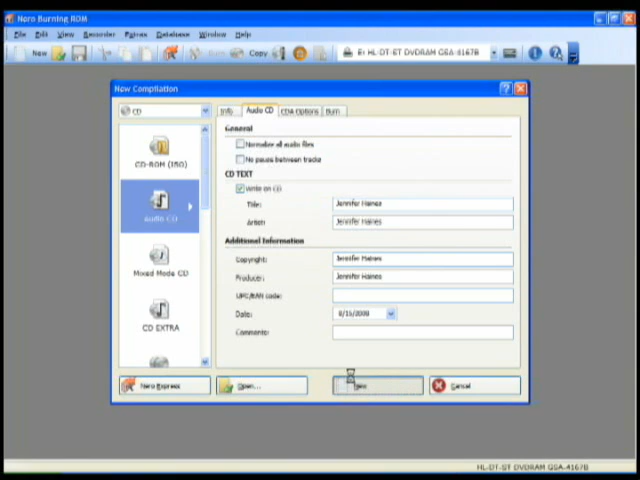 Nero Burning ROM
File Edit View Recorder Extras Database Window Help
New Burn Copy E: HL-DT-ST DVDRAM GSA-4167B
New Compilation
CD
Info Audio CD CDA Options Burn
General
Normalize all audio files
No pause between tracks
CD TEXT
Write on CD
Title: Jennifer Haines
Artist: Jennifer Haines
Additional Information
Copyright: Jennifer Haines
Producer: Jennifer Haines
UPC/EAN code:
Date: 8/15/2008
Comments:
CD-ROM (ISO)
Audio CD
Mixed Mode CD
CD EXTRA
Nero Express Open... New Cancel
HL-DT-ST DVDRAM GSA-4167B